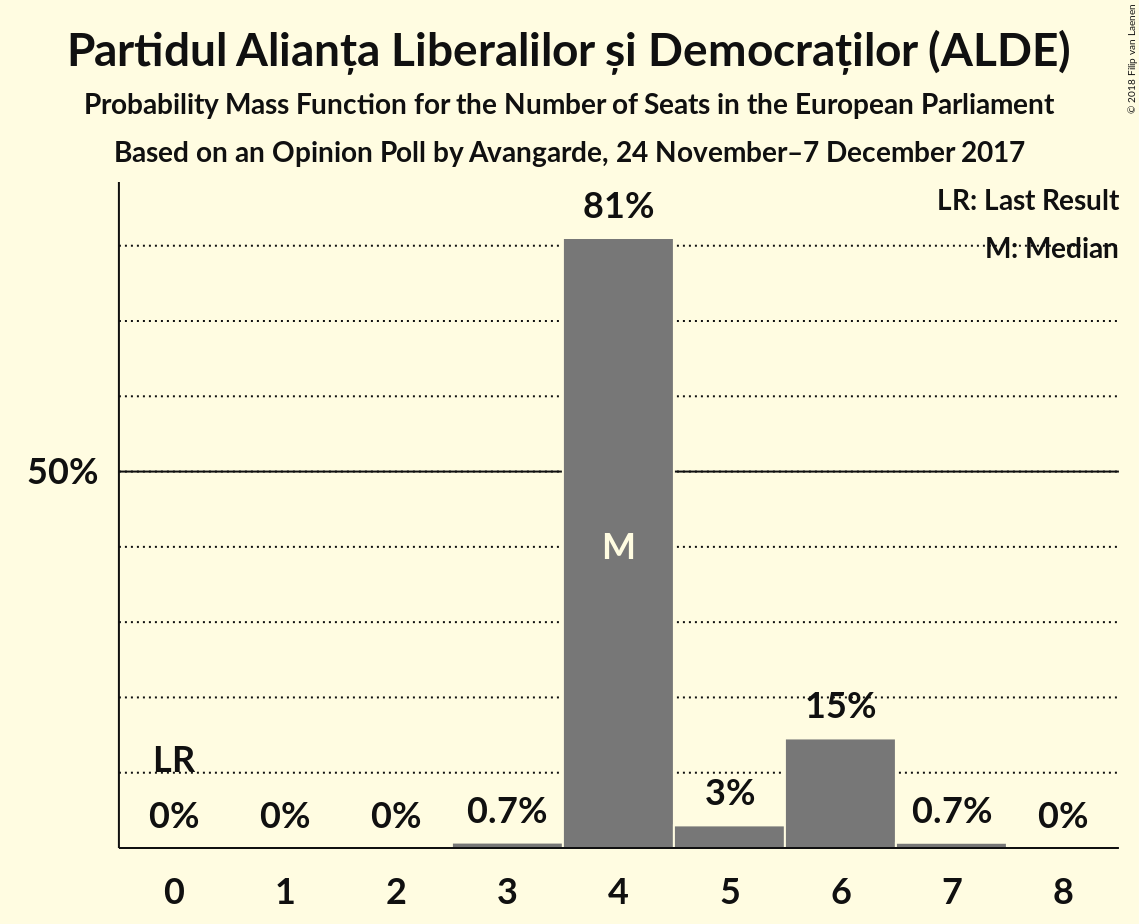 Partidul Alianța Liberalilor și Democraților (ALDE)
Probability Mass Function for the Number of Seats in the European Parliament
Based on an Opinion Poll by Avangarde, 24 November–7 December 2017
© 2018 Filip van Laenen
LR: Last Result
M: Median
81%
50%
M
15%
LR
3%
0% 0% 0% 0.7% 0.7% 0%
0 1 2 3 4 5 6 7 8